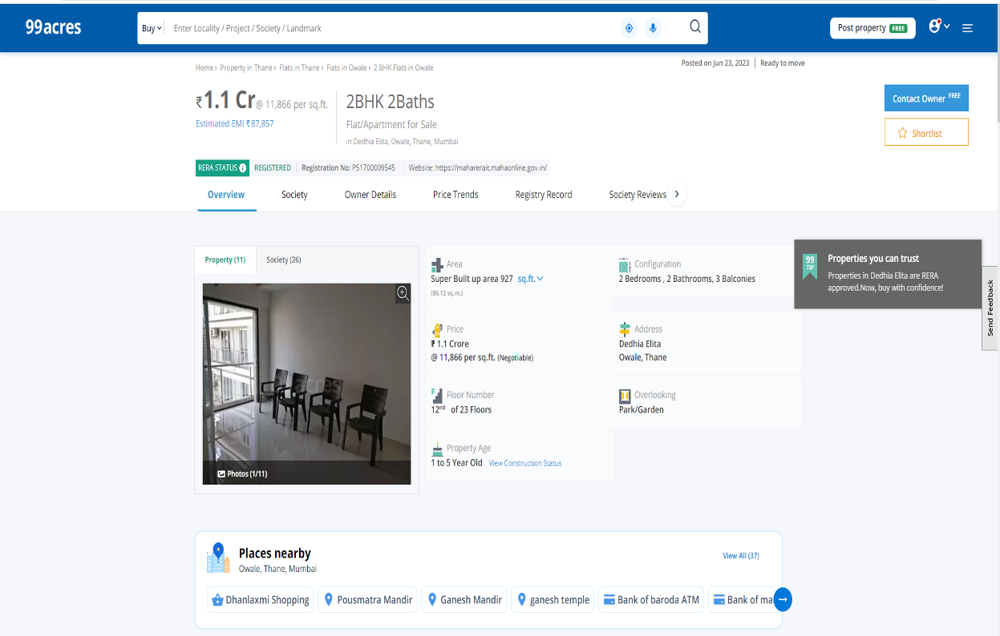 99acres
Buy
Enter Locality / Project / Society / Landmark
Post property FREE
Home › Property in Thane › Flats in Thane › Flats in Owale › 2 BHK Flats in Owale
Posted on Jun 23, 2023 | Ready to move
₹1.1 Cr @ 11,866 per sq.ft.
Estimated EMI ₹ 87,857
2BHK 2Baths
Flat/Apartment for Sale
in Dedhia Elita, Owale, Thane, Mumbai
Contact Owner FREE
Shortlist
RERA STATUS REGISTERED Registration No: P51700009545 Website: https://maharerait.mahaonline.gov.in/
Overview Society Owner Details Price Trends Registry Record Society Reviews
Property (11) Society (26)
Photos (1/11)
Area
Super Built up area 927 sq.ft.
(86.12 sq.m.)
Configuration
2 Bedrooms , 2 Bathrooms, 3 Balconies
Price
₹ 1.1 Crore
@ 11,866 per sq.ft. (Negotiable)
Address
Dedhia Elita
Owale, Thane
Floor Number
12nd of 23 Floors
Overlooking
Park/Garden
Property Age
1 to 5 Year Old View Construction Status
99
TIP
Properties you can trust
Properties in Dedhia Elita are RERA
approved.Now, buy with confidence!
Send Feedback
Places nearby
Owale, Thane, Mumbai
View All (37)
Dhanlaxmi Shopping Pousmatra Mandir Ganesh Mandir ganesh temple Bank of baroda ATM Bank of ma